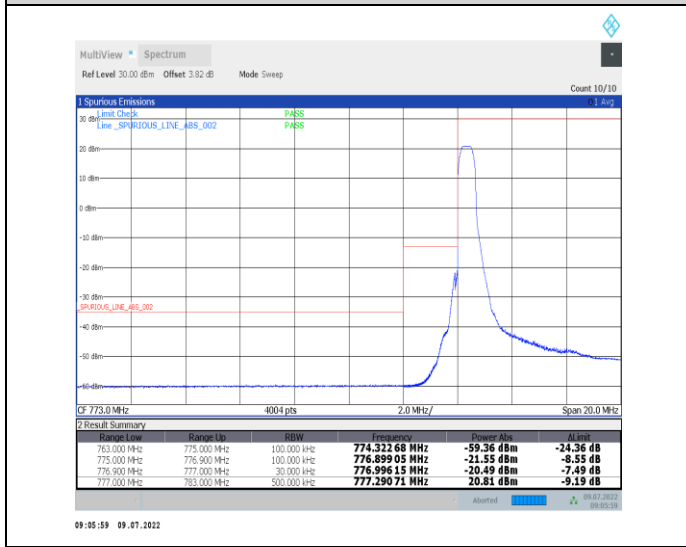 MultiView Spectrum
Ref Level 30.00 dBm Offset 3.82 dB Mode Sweep
Count 10/10
1 Spurious Emissions 1 Avg
Limit Check PASS
30 dBm
Line _SPURIOUS_LINE_ABS_002 PASS
20 dBm
10 dBm
0 dBm
-10 dBm
-20 dBm
-30 dBm
_SPURIOUS_LINE_ABS_002
-40 dBm
-50 dBm
-60 dBm
CF 773.0 MHz 4004 pts 2.0 MHz/ Span 20.0 MHz
2 Result Summary
Range Low Range Up RBW Frequency Power Abs ΔLimit
763.000 MHz 775.000 MHz 100.000 kHz 774.322 68 MHz -59.36 dBm -24.36 dB
775.000 MHz 776.900 MHz 100.000 kHz 776.899 05 MHz -21.55 dBm -8.55 dB
776.900 MHz 777.000 MHz 30.000 kHz 776.996 15 MHz -20.49 dBm -7.49 dB
777.000 MHz 783.000 MHz 500.000 kHz 777.290 71 MHz 20.81 dBm -9.19 dB
Aborted 09.07.2022
09:05:59
09:05:59 09.07.2022